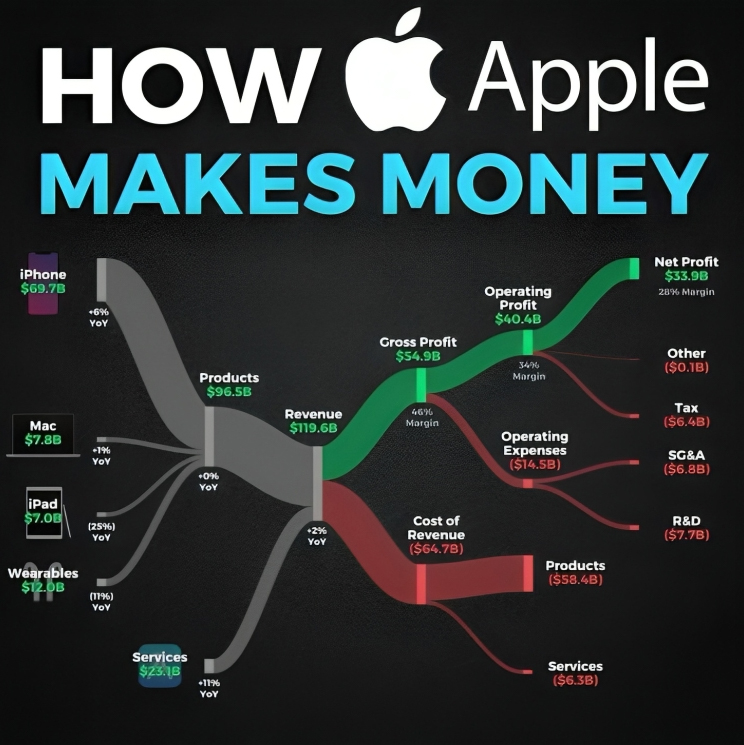 HOW Apple
MAKES MONEY
iPhone
$69.7B
+6%
YoY
Mac
$7.8B
+1%
YoY
iPad
$7.0B
(25%)
YoY
Wearables
$12.0B
(11%)
YoY
Services
$23.1B
+11%
YoY
Products
$96.5B
+0%
YoY
Revenue
$119.6B
+2%
YoY
Gross Profit
$54.9B
46%
Margin
Operating
Profit
$40.4B
34%
Margin
Net Profit
$33.9B
28% Margin
Other
($0.1B)
Tax
($6.4B)
Operating
Expenses
($14.5B)
SG&A
($6.8B)
R&D
($7.7B)
Cost of
Revenue
($64.7B)
Products
($58.4B)
Services
($6.3B)